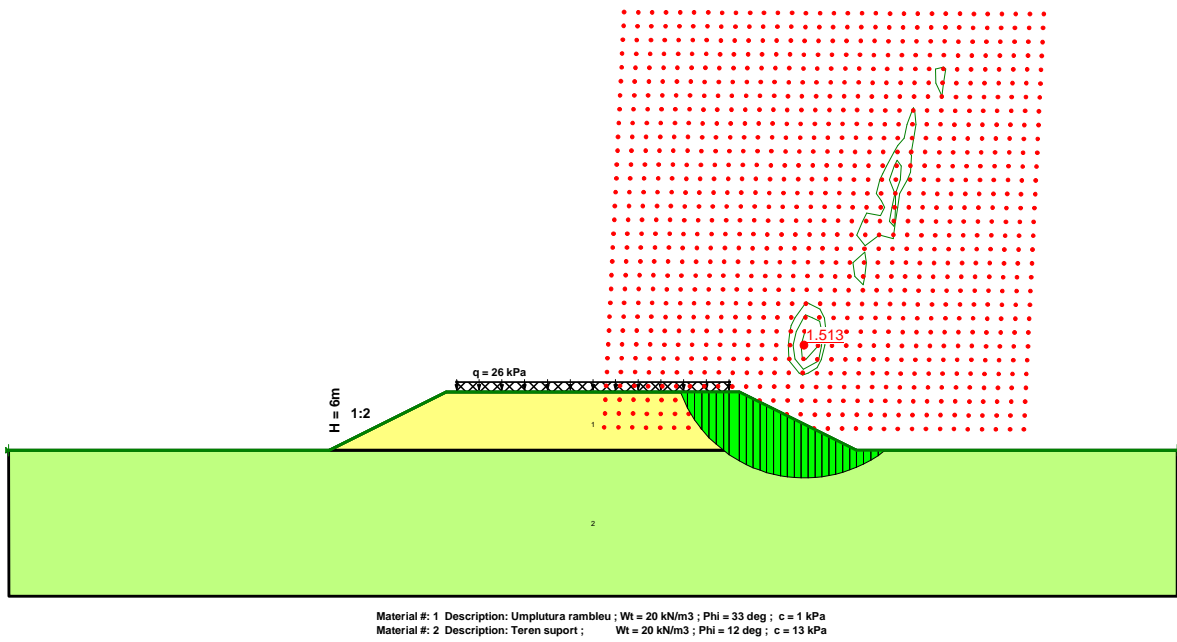 1.513
q = 26 kPa
H = 6m
1:2
1
2
Material #: 1 Description: Umplutura rambleu ; Wt = 20 kN/m3 ; Phi = 33 deg ; c = 1 kPa
Material #: 2 Description: Teren suport ; Wt = 20 kN/m3 ; Phi = 12 deg ; c = 13 kPa